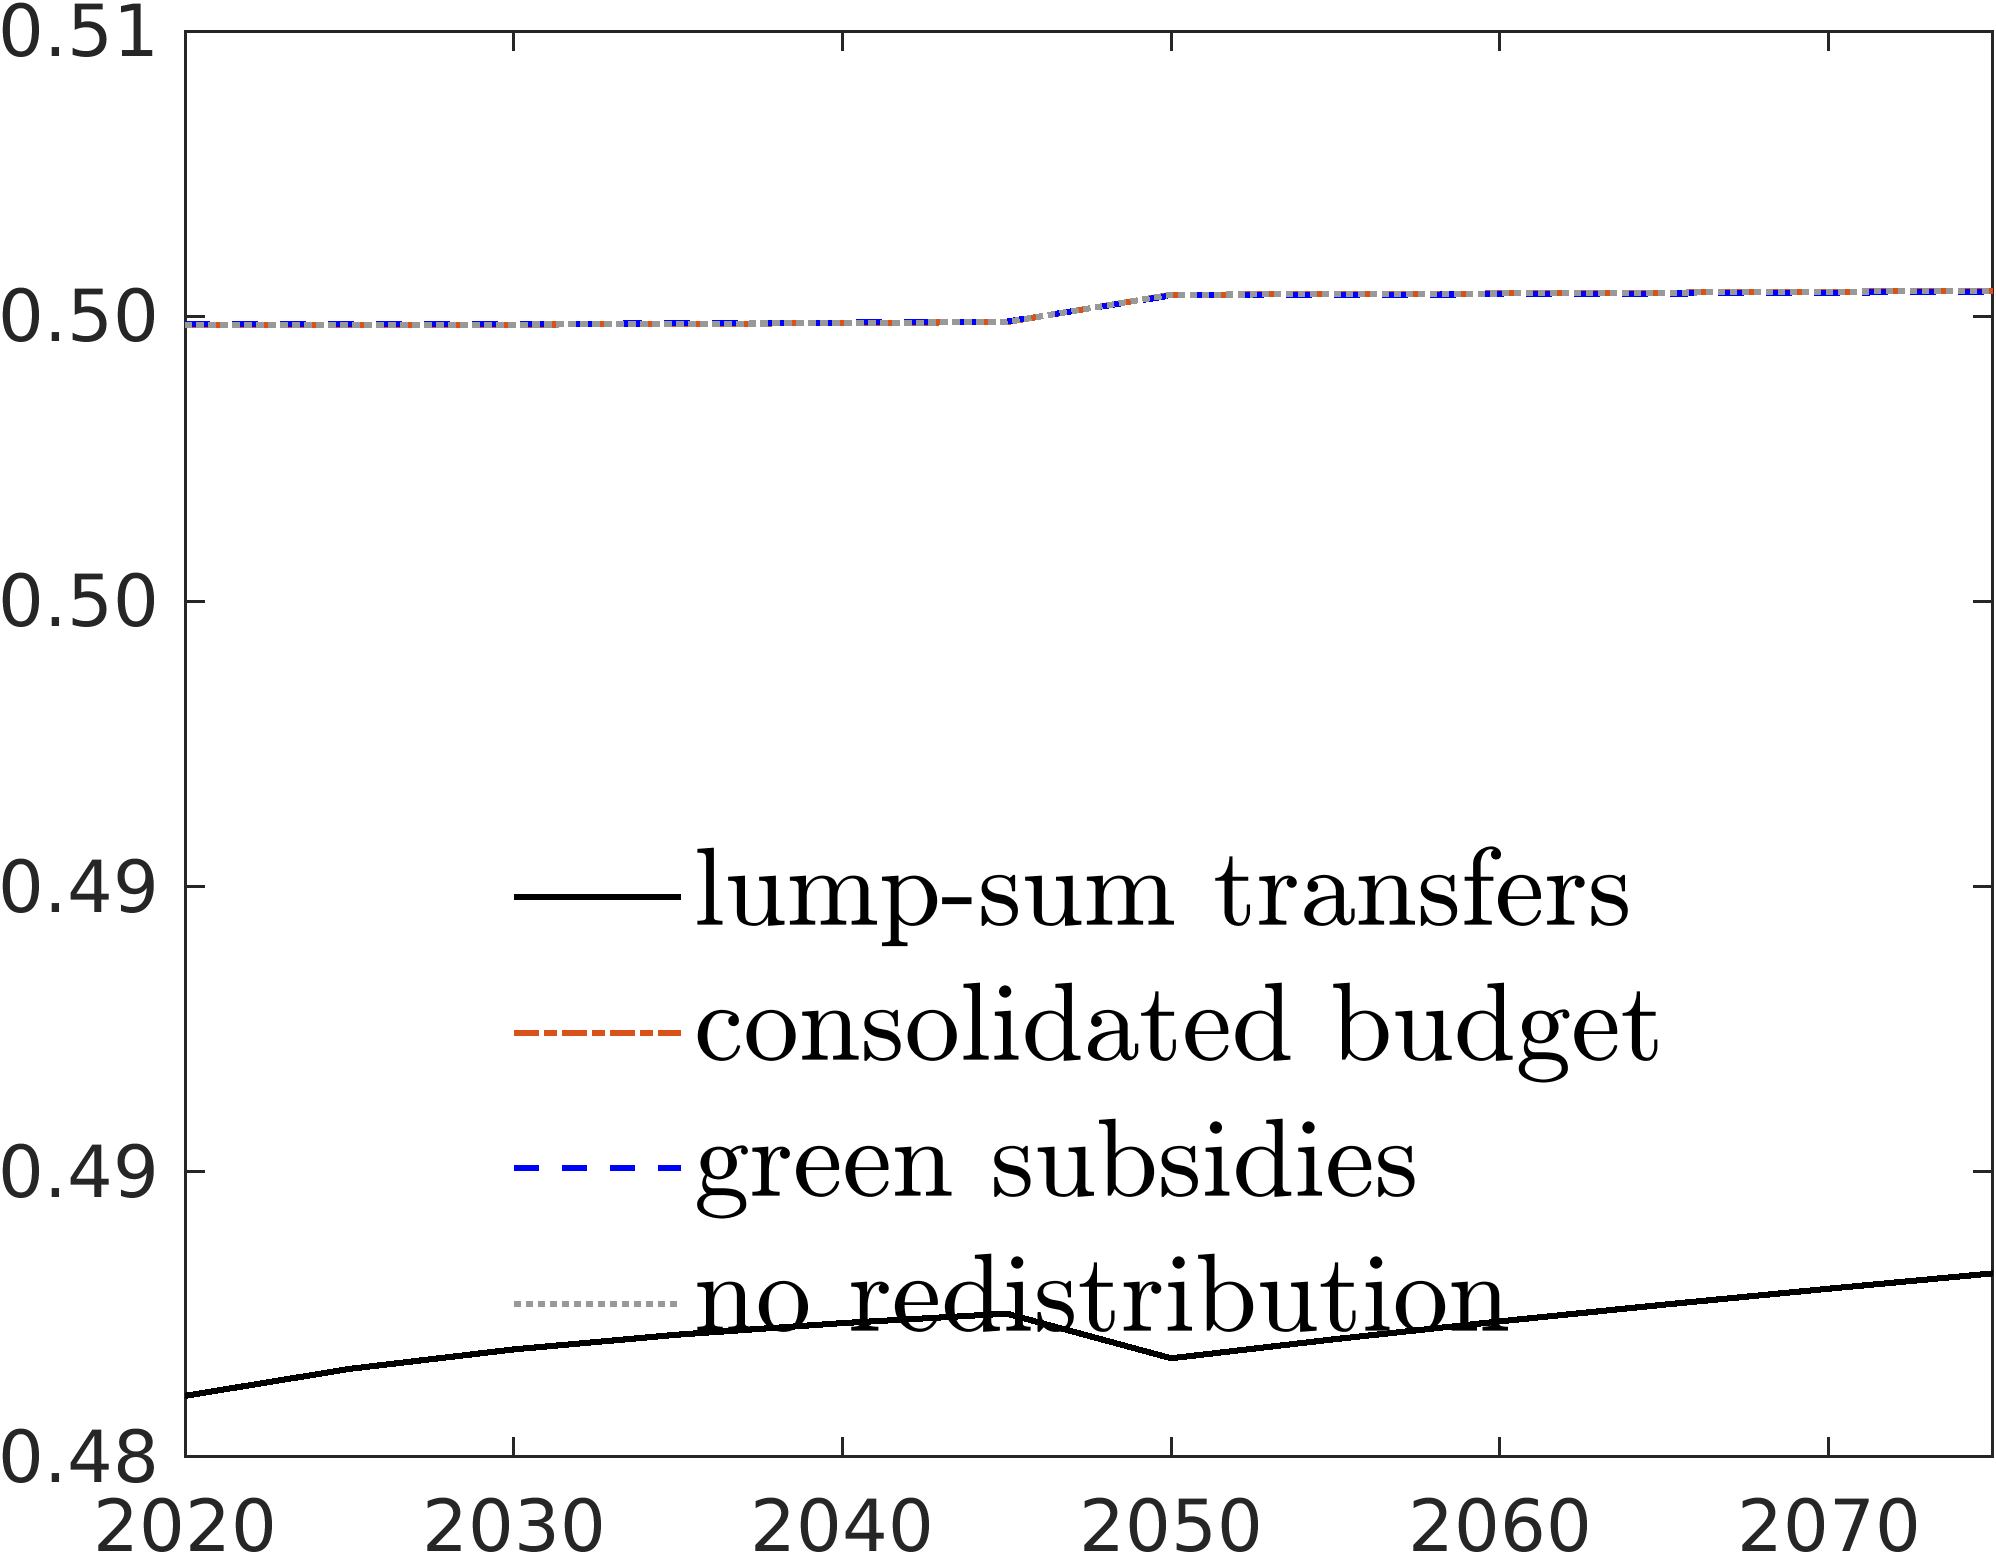 0.51
0.50
0.50
0.49
0.49
0.48
lump-sum transfers
consolidated budget
green subsidies
no redistribution
2020 2030 2040 2050 2060 2070